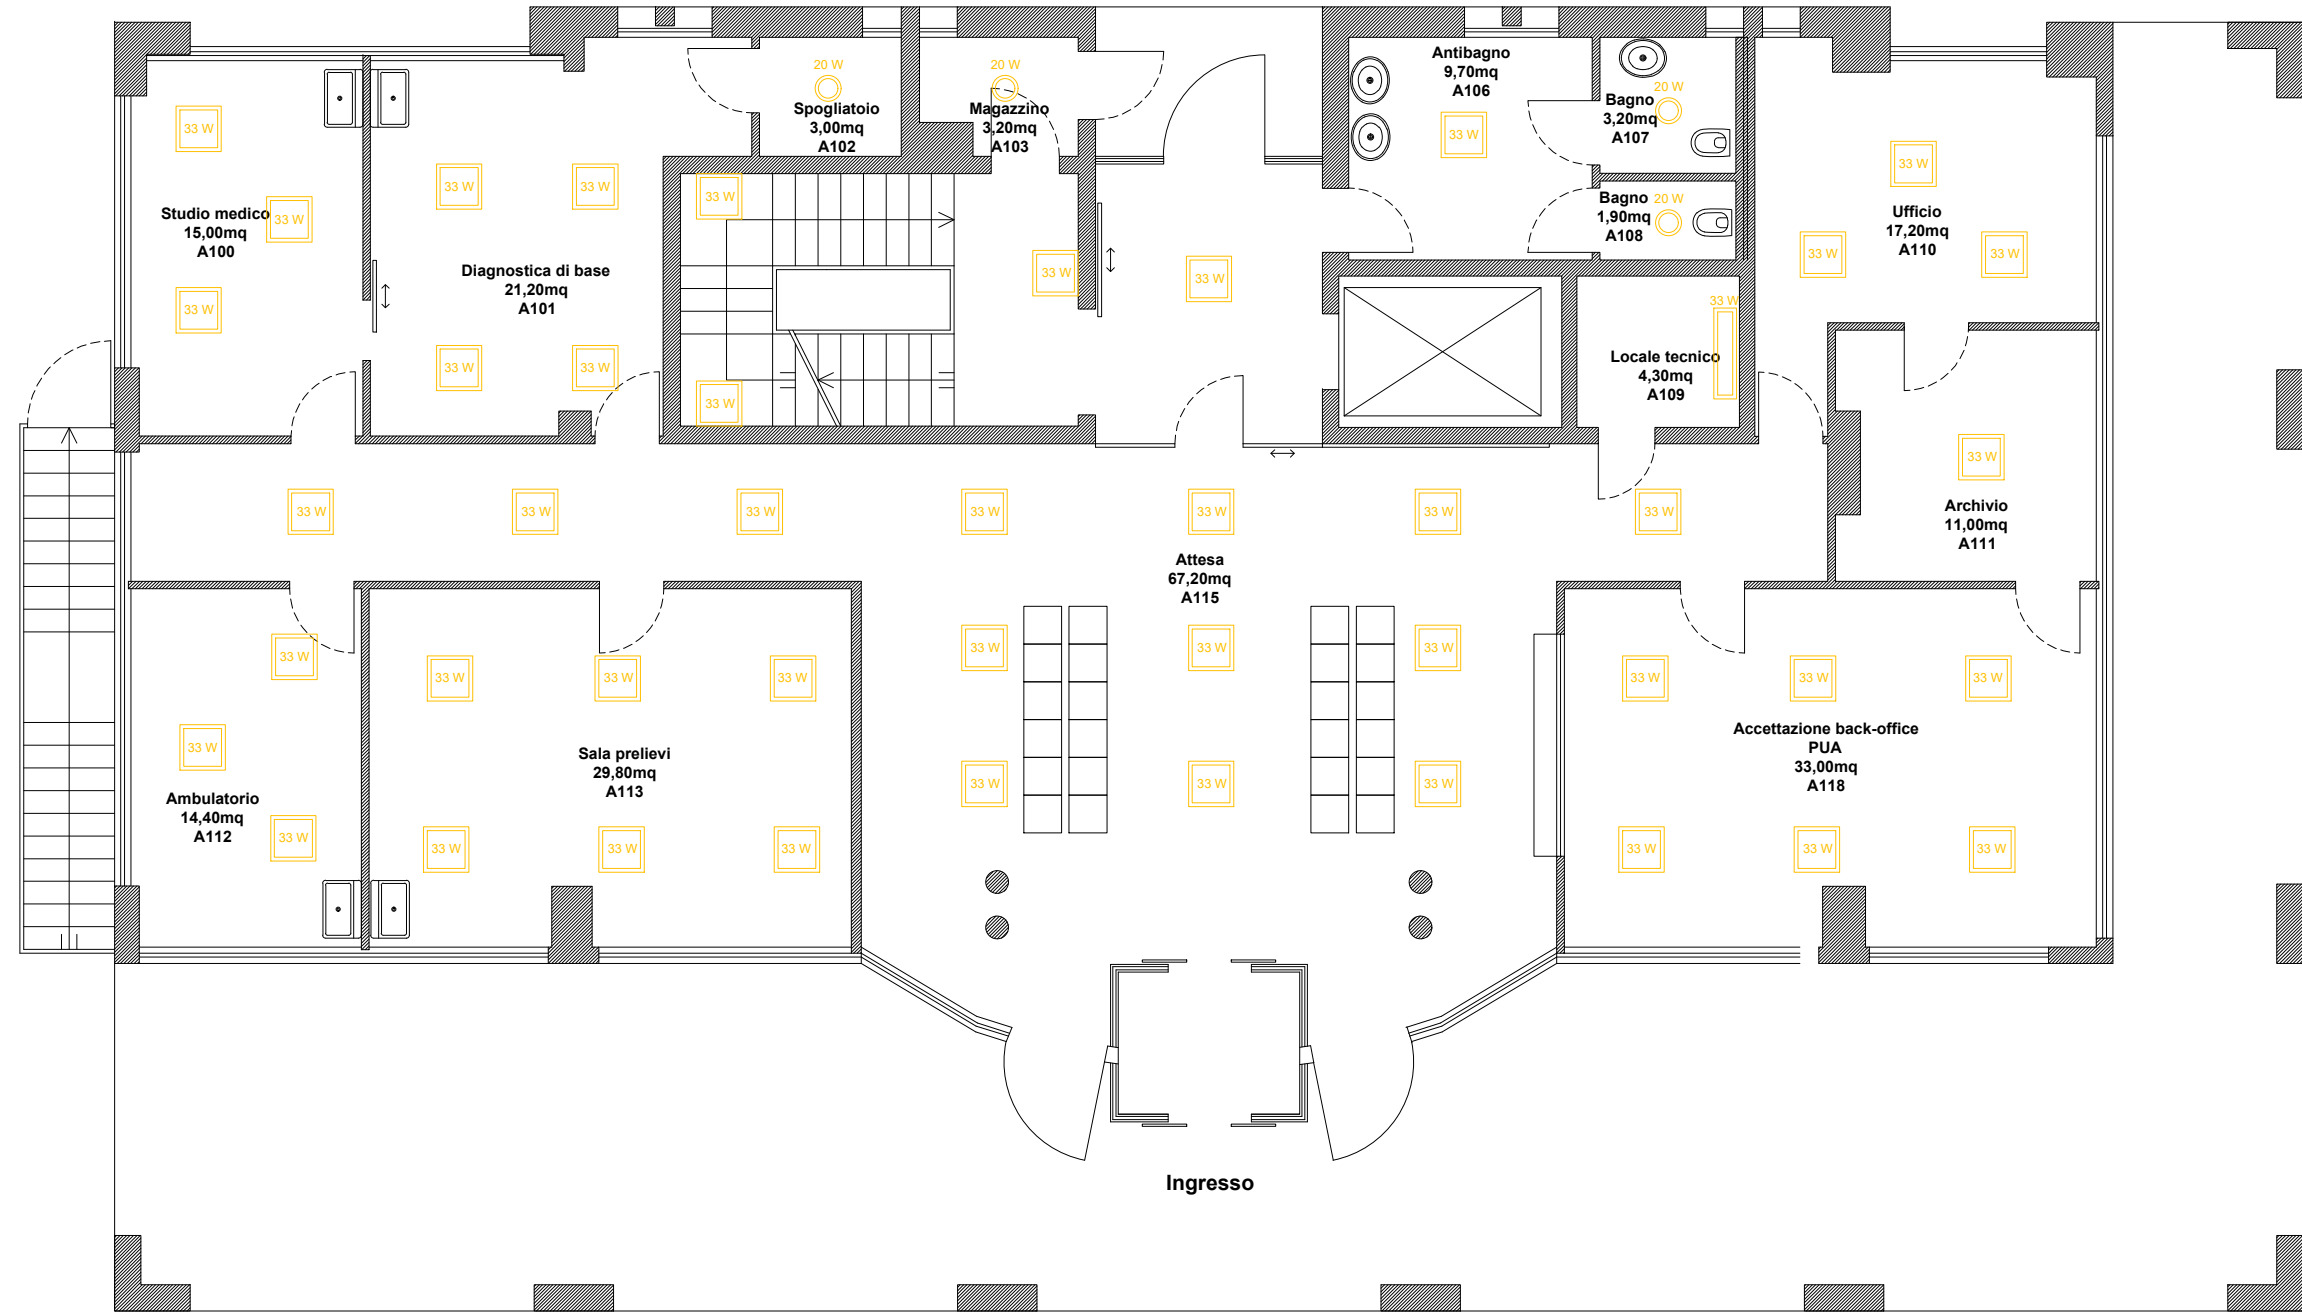 20 W
Spogliatoio
3,00mq
A102
20 W
Magazzino
3,20mq
A103
Antibagno
9,70mq
A106
33 W
20 W
Bagno
3,20mq
A107
20 W
Bagno
1,90mq
A108
33 W
33 W
33 W
Studio medico
15,00mq
A100
33 W
33 W
33 W
33 W
Diagnostica di base
21,20mq
A101
33 W
33 W
33 W
33 W
33 W
33 W
33 W
Locale tecnico
4,30mq
A109
33 W
Ufficio
17,20mq
A110
33 W
33 W
33 W
Archivio
11,00mq
A111
33 W
33 W
33 W
33 W
33 W
33 W
33 W
Attesa
67,20mq
A115
33 W
33 W
33 W
33 W
33 W
33 W
33 W
33 W
Ambulatorio
14,40mq
A112
33 W
33 W
33 W
33 W
Sala prelievi
29,80mq
A113
33 W
33 W
33 W
33 W
33 W
33 W
Accettazione back-office
PUA
33,00mq
A118
33 W
33 W
33 W
Ingresso